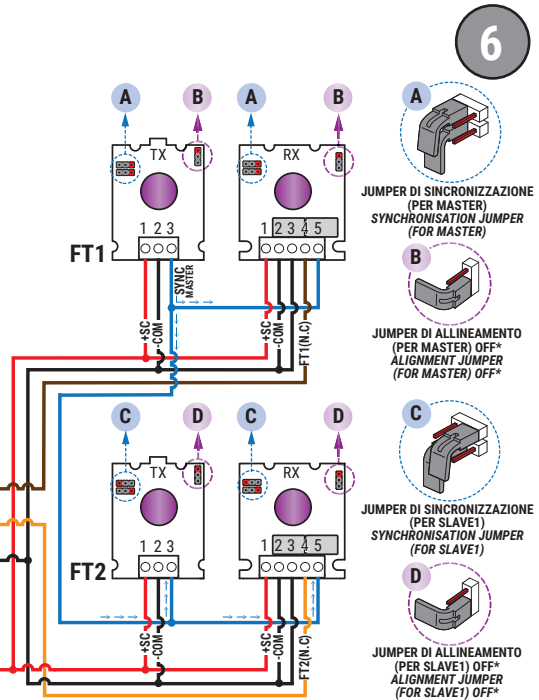 6
A B A B
TX RX
1 2 3 1 2 3 4 5
FT1
SYNC
MASTER
+SC -COM +SC -COM FT1(N.C)
C D C D
TX RX
1 2 3 1 2 3 4 5
FT2
+SC -COM +SC -COM FT2(N.C)
A
JUMPER DI SINCRONIZZAZIONE
(PER MASTER)
SYNCHRONISATION JUMPER
(FOR MASTER)
B
JUMPER DI ALLINEAMENTO
(PER MASTER) OFF*
ALIGNMENT JUMPER
(FOR MASTER) OFF*
C
JUMPER DI SINCRONIZZAZIONE
(PER SLAVE1)
SYNCHRONISATION JUMPER
(FOR SLAVE1)
D
JUMPER DI ALLINEAMENTO
(PER SLAVE1) OFF*
ALIGNMENT JUMPER
(FOR SLAVE1) OFF*